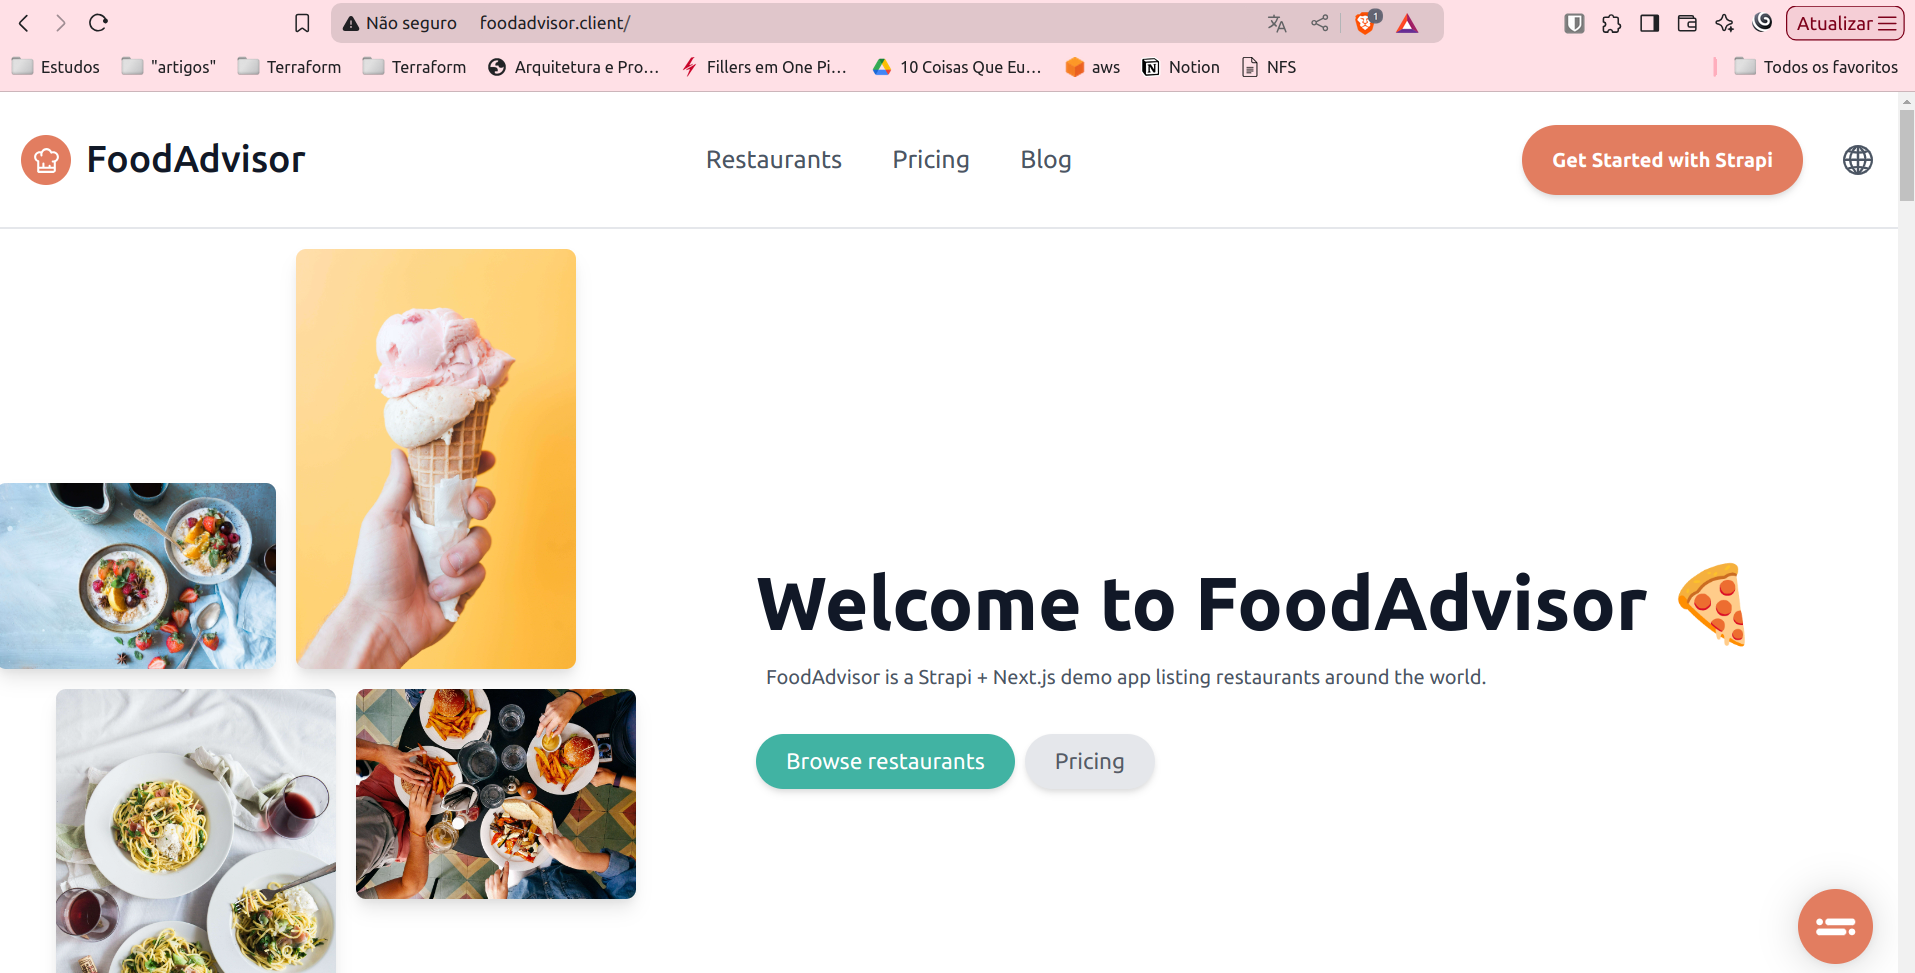 Não seguro foodadvisor.client/ 1 Atualizar
Estudos "artigos" Terraform Terraform Arquitetura e Pro... Fillers em One Pi... 10 Coisas Que Eu... aws Notion NFS Todos os favoritos
FoodAdvisor Restaurants Pricing Blog Get Started with Strapi
Welcome to FoodAdvisor
FoodAdvisor is a Strapi + Next.js demo app listing restaurants around the world.
Browse restaurants Pricing